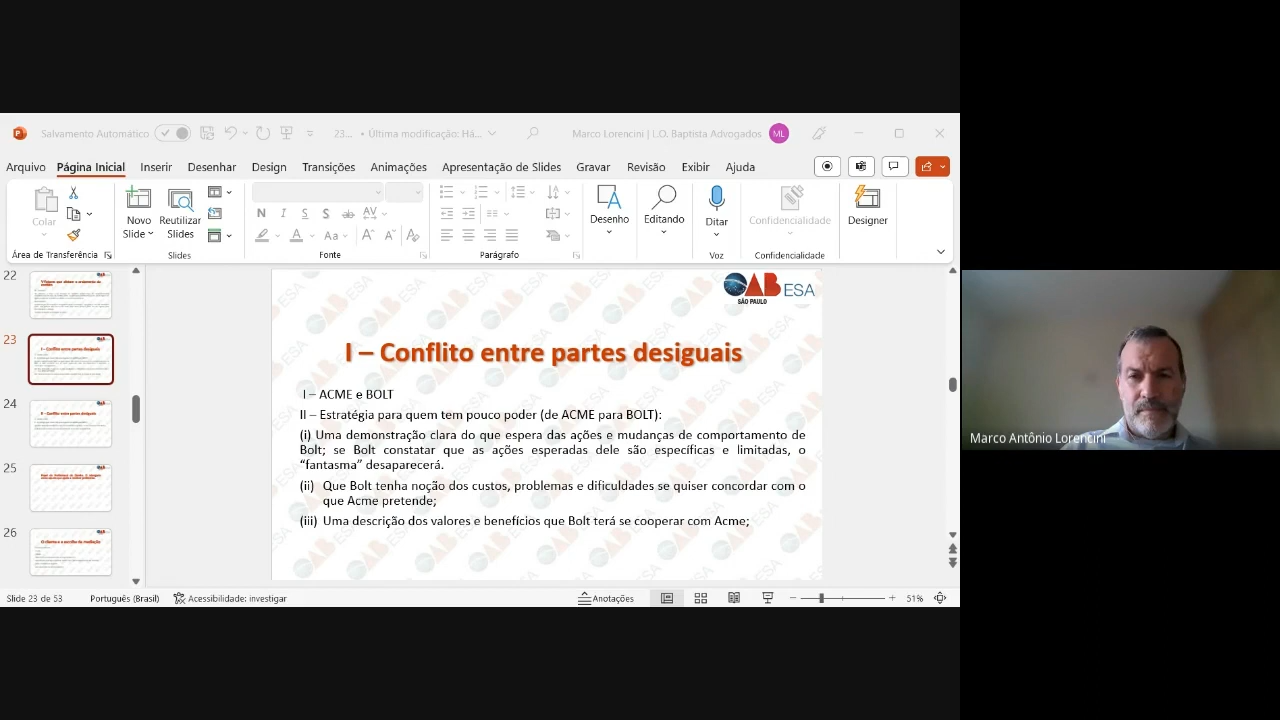 Salvamento Automático
23... • Última modificação: Há...
Marco Lorencini | L.O. Baptista Advogados
ML
Arquivo
Página Inicial
Inserir
Desenhar
Design
Transições
Animações
Apresentação de Slides
Gravar
Revisão
Exibir
Ajuda
Colar
Novo
Slide
Reutilizar
Slides
N I S S ab AV
A Aa A A A
Desenho
Editando
Ditar
Confidencialidade
Designer
Área de Transferência
Slides
Fonte
Parágrafo
Voz
Confidencialidade
22
23
24
25
26
OAB ESA
SÃO PAULO
I – Conflito entre partes desiguais
I – ACME e BOLT
II – Estratégia para quem tem pouco poder (de ACME para BOLT):
(i) Uma demonstração clara do que espera das ações e mudanças de comportamento de
Bolt; se Bolt constatar que as ações esperadas dele são específicas e limitadas, o
“fantasma” desaparecerá.
(ii) Que Bolt tenha noção dos custos, problemas e dificuldades se quiser concordar com o
que Acme pretende;
(iii) Uma descrição dos valores e benefícios que Bolt terá se cooperar com Acme;
Marco Antônio Lorencini
Slide 23 de 53
Português (Brasil)
Acessibilidade: investigar
Anotações
51%